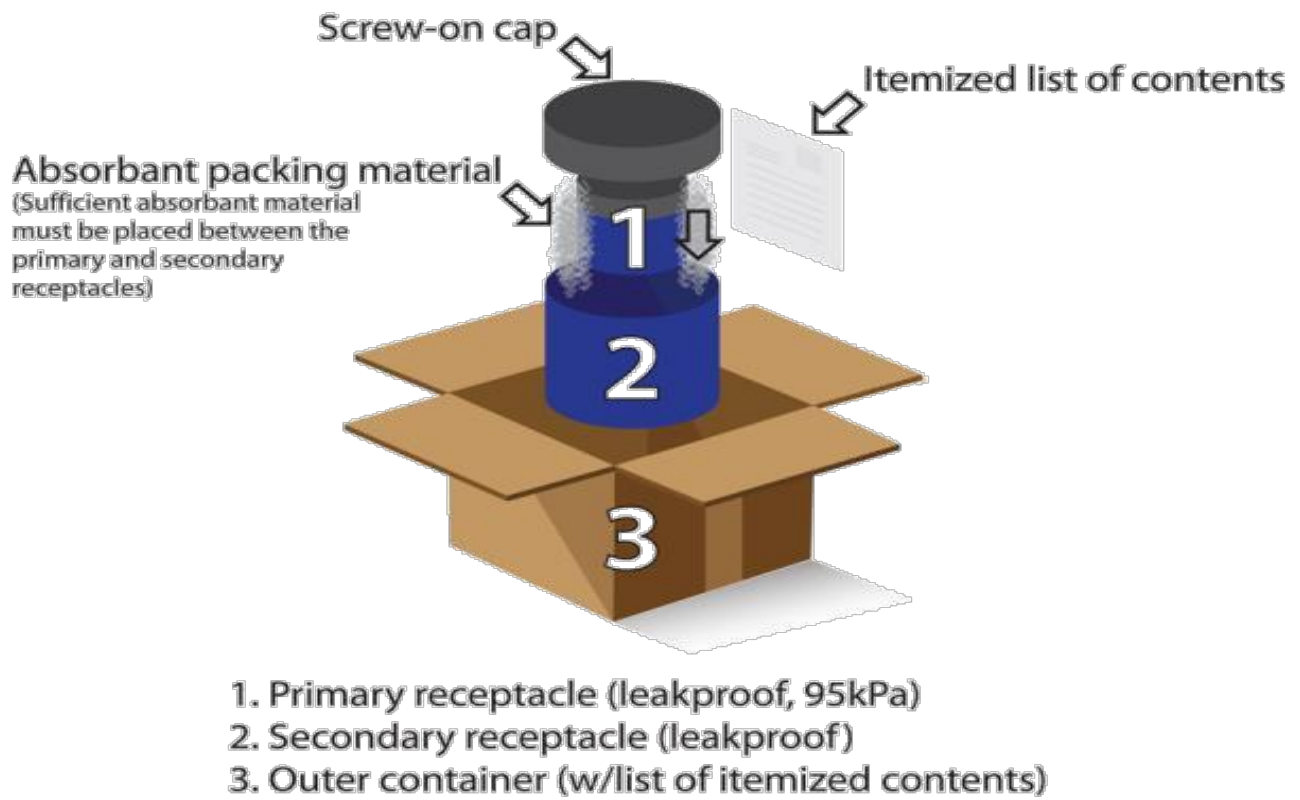 Screw-on cap
Itemized list of contents
Absorbant packing material
(Sufficient absorbant material
must be placed between the
primary and secondary
receptacles)
1
2
3
1. Primary receptacle (leakproof, 95kPa)
2. Secondary receptacle (leakproof)
3. Outer container (w/list of itemized contents)